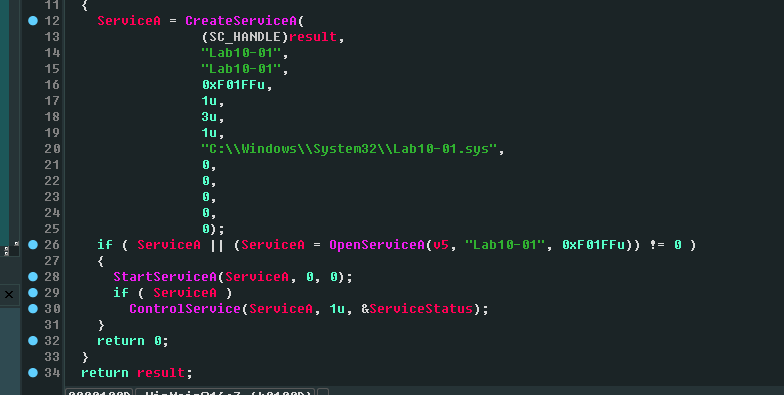 11 {
12 ServiceA = CreateServiceA(
13 (SC_HANDLE)result,
14 "Lab10-01",
15 "Lab10-01",
16 0xF01FFu,
17 1u,
18 3u,
19 1u,
20 "C:\\Windows\\System32\\Lab10-01.sys",
21 0,
22 0,
23 0,
24 0,
25 0);
26 if ( ServiceA || (ServiceA = OpenServiceA(v5, "Lab10-01", 0xF01FFu)) != 0 )
27 {
28 StartServiceA(ServiceA, 0, 0);
29 if ( ServiceA )
30 ControlService(ServiceA, 1u, &ServiceStatus);
31 }
32 return 0;
33 }
34 return result;